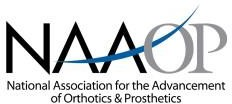 NAAOP
National Association for the Advancement
of Orthotics & Prosthetics